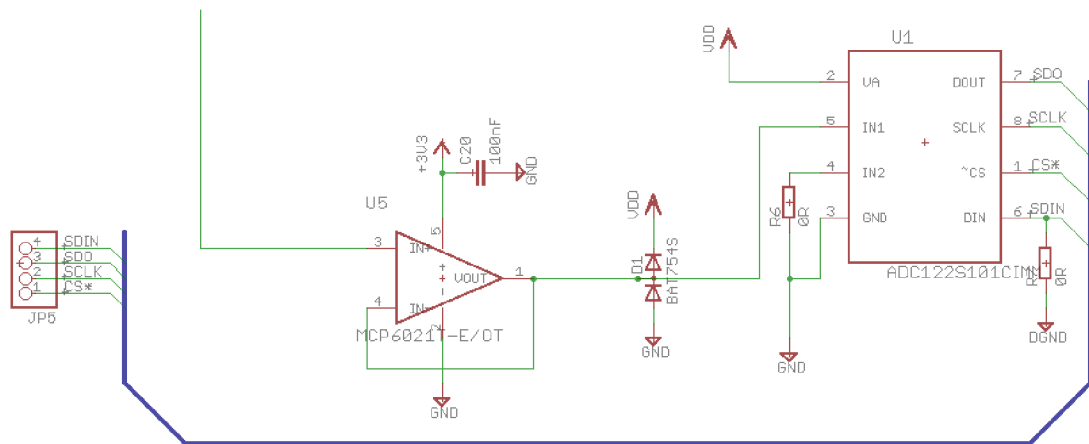 VDD
U1
2
VA
DOUT
7
SDO
5
IN1
SCLK
8
SCLK
4
IN2
~CS
1
CS*
3
GND
DIN
6
SDIN
ADC122S101CIMM
R6
0R
0R
DGND
GND
+3V3
C20
100nF
GND
U5
5
3
IN+
VOUT
1
4
IN-
2
MCP6021T-E/OT
GND
VDD
D1
BAT754S
GND
4
SDIN
3
SDO
2
SCLK
1
CS*
JP5